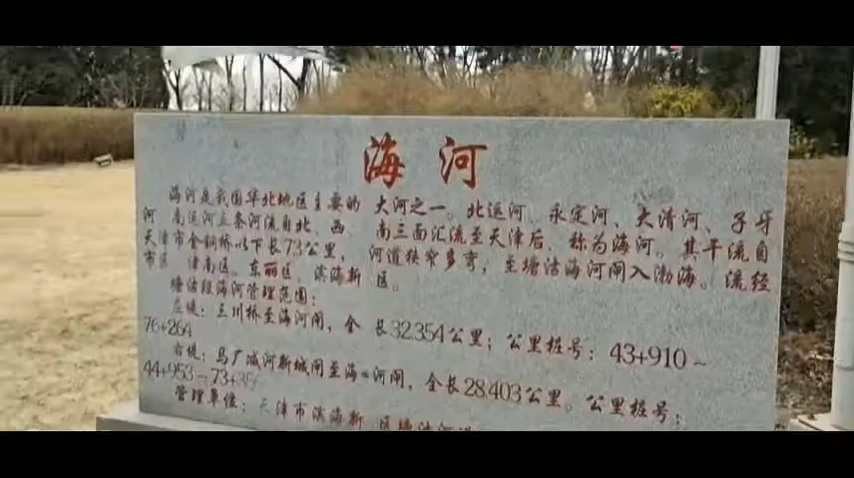 海河
海河是我国华北地区主要的大河之一。北运河、永定河、大清河、子牙
河、南运河五条河流自北、西、南三面汇流至天津后,称为海河。其干流自
天津市金钢桥以下长73公里,河道狭窄多弯,至塘沽海河闸入渤海。流经
市区、津南区、东丽区、滨海新区。
塘沽段海河管理范围:
左堤:三川桥至海河闸,全长32.354公里;公里桩号:43+910~
76+264
右堤:马厂减河新城闸至海河闸,全长28.403公里。公里桩号:
44+953~73+3
管理单位:天津市滨海新区塘沽河